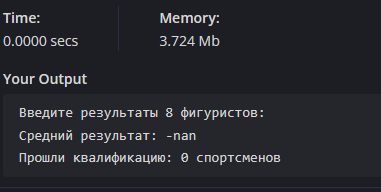 Time: Memory:
0.0000 secs 3.724 Mb
Your Output
Введите результаты 8 фигуристов:
Средний результат: -nan
Прошли квалификацию: 0 спортсменов